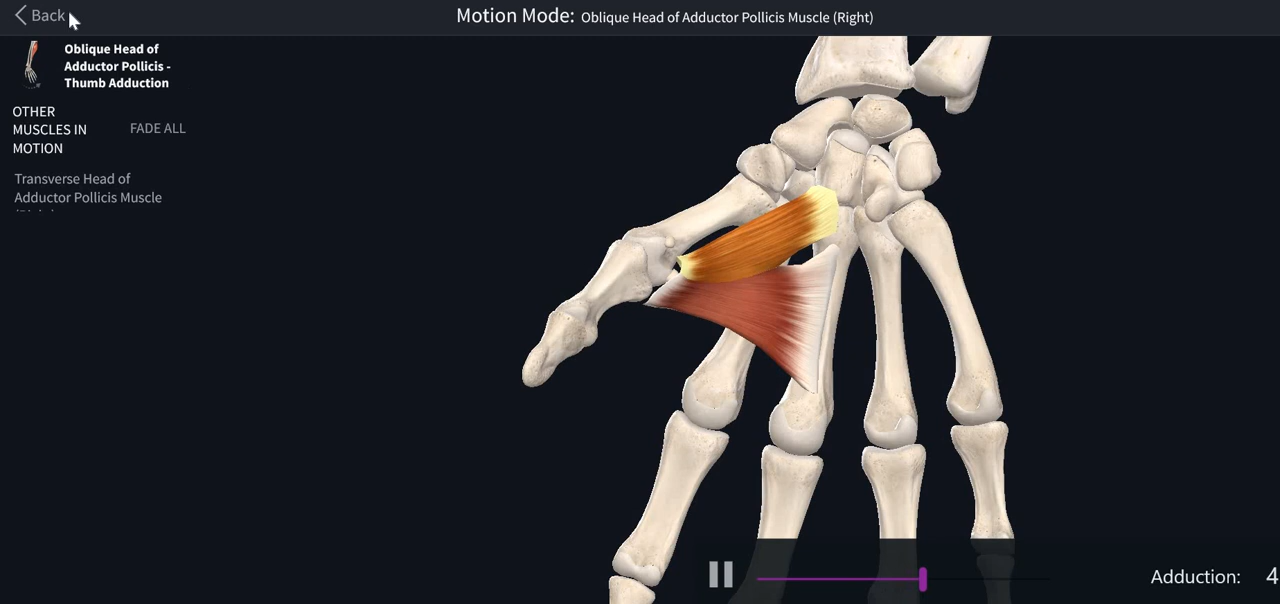 Back
Motion Mode: Oblique Head of Adductor Pollicis Muscle (Right)
Oblique Head of
Adductor Pollicis -
Thumb Adduction
OTHER
MUSCLES IN
MOTION
FADE ALL
Transverse Head of
Adductor Pollicis Muscle
Adduction: 4